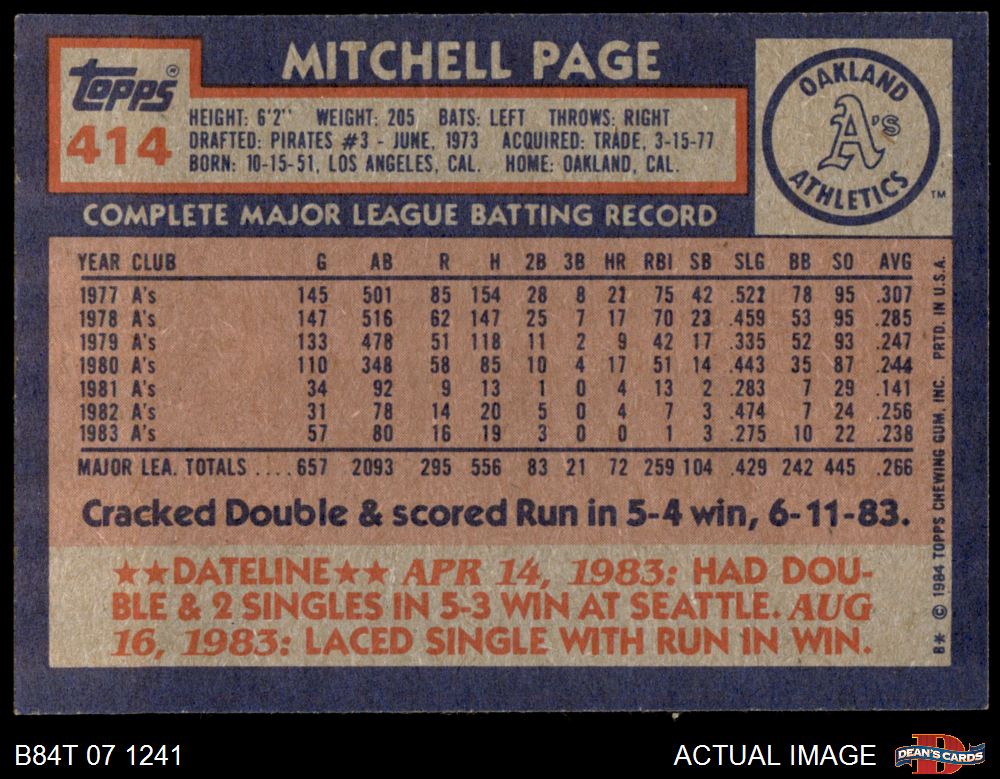 MITCHELL PAGE
Topps®
414
HEIGHT: 6'2" WEIGHT: 205 BATS: LEFT THROWS: RIGHT
DRAFTED: PIRATES #3 - JUNE, 1973 ACQUIRED: TRADE, 3-15-77
BORN: 10-15-51, LOS ANGELES, CAL. HOME: OAKLAND, CAL.
OAKLAND
A's
ATHLETICS
TM
COMPLETE MAJOR LEAGUE BATTING RECORD
YEAR CLUB G AB R H 2B 3B HR RBI SB SLG BB SO AVG
1977 A's 145 501 85 154 28 8 21 75 42 .521 78 95 .307
1978 A's 147 516 62 147 25 7 17 70 23 .459 53 95 .285
1979 A's 133 478 51 118 11 2 9 42 17 .335 52 93 .247
1980 A's 110 348 58 85 10 4 17 51 14 .443 35 87 .244
1981 A's 34 92 9 13 1 0 4 13 2 .283 7 29 .141
1982 A's 31 78 14 20 5 0 4 7 3 .474 7 24 .256
1983 A's 57 80 16 19 3 0 0 1 3 .275 10 22 .238
MAJOR LEA. TOTALS ....657 2093 295 556 83 21 72 259 104 .429 242 445 .266
Cracked Double & scored Run in 5-4 win, 6-11-83.
★★DATELINE★★ APR 14, 1983: HAD DOU-
BLE & 2 SINGLES IN 5-3 WIN AT SEATTLE. AUG
16, 1983: LACED SINGLE WITH RUN IN WIN.
B* © 1984 TOPPS CHEWING GUM, INC. PRTD. IN U.S.A.
B84T 07 1241
ACTUAL IMAGE
DEAN'S CARDS